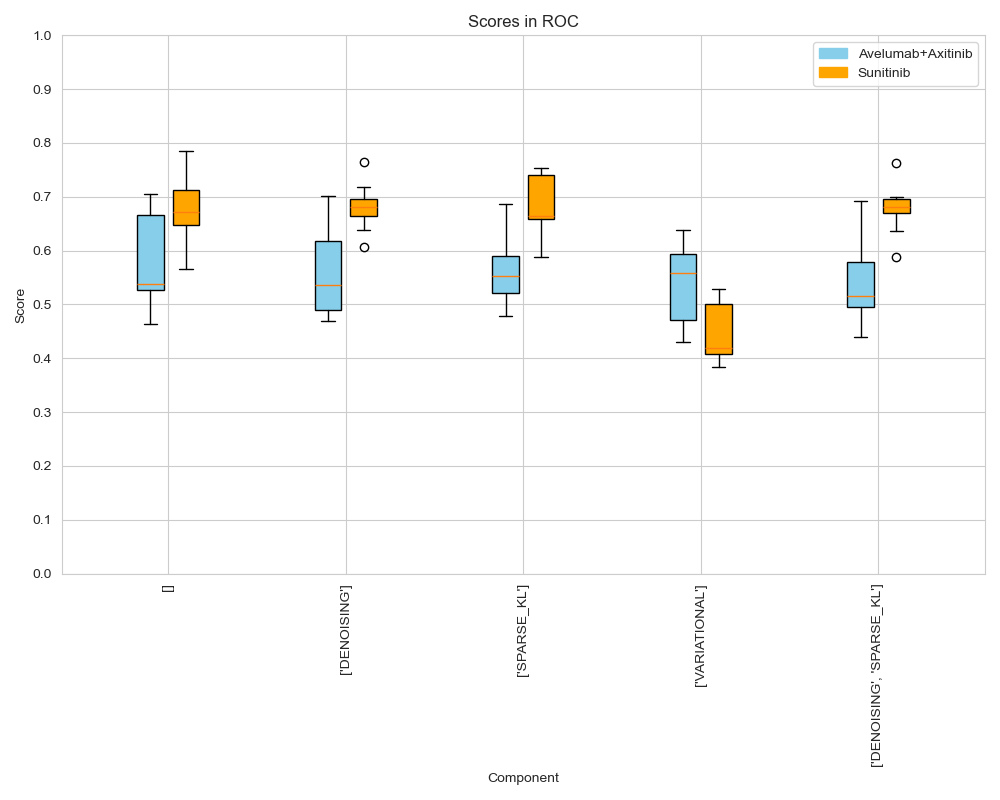 Scores in ROC
Avelumab+Axitinib
Sunitinib
1.0
0.9
0.8
0.7
0.6
0.5
0.4
0.3
0.2
0.1
0.0
Score
[]
['DENOISING']
['SPARSE_KL']
['VARIATIONAL']
['DENOISING', 'SPARSE_KL']
Component